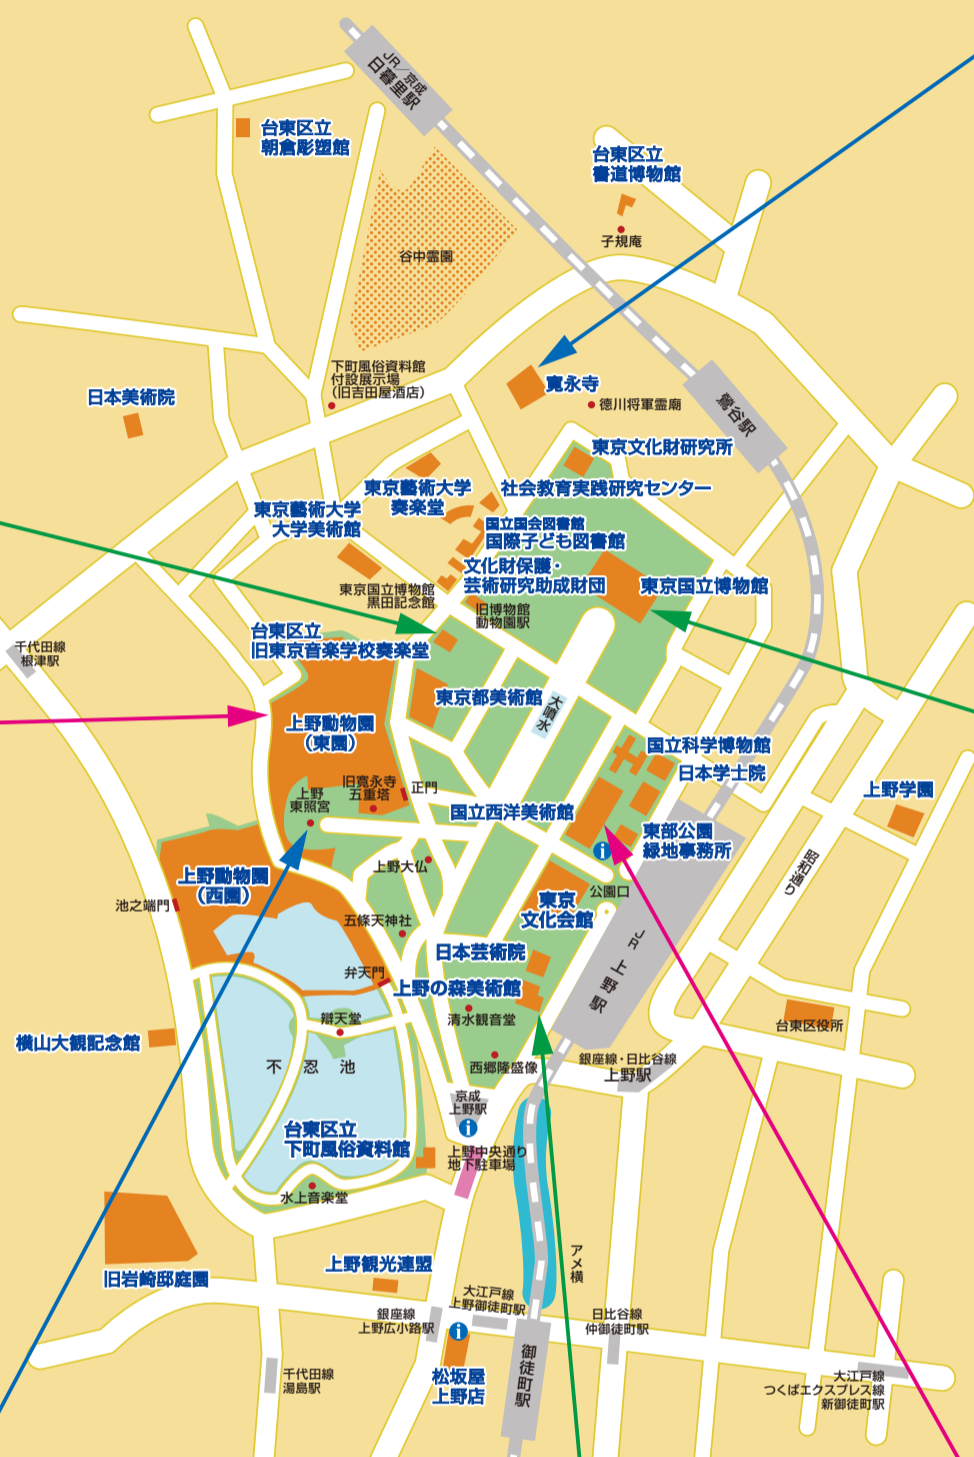 JR／京成
日暮里駅
台東区立
朝倉彫塑館
台東区立
書道博物館
子規庵
谷中霊園
下町風俗資料館
付設展示場
（旧吉田屋酒店）
日本美術院
寛永寺
徳川将軍霊廟
鶯谷駅
東京文化財研究所
東京藝術大学
奏楽堂
社会教育実践研究センター
東京藝術大学
大学美術館
国立国会図書館
国際子ども図書館
文化財保護・
芸術研究助成財団
東京国立博物館
東京国立博物館
黒田記念館
旧博物館
動物園駅
台東区立
旧東京音楽学校奏楽堂
千代田線
根津駅
東京都美術館
大噴水
上野動物園
（東園）
国立科学博物館
日本学士院
上野
東照宮
旧寛永寺
五重塔
正門
国立西洋美術館
上野学園
東部公園
緑地事務所
昭和通り
上野大仏
上野動物園
（西園）
池之端門
公園口
東京
文化会館
五條天神社
JR 上野駅
日本芸術院
弁天門
上野の森美術館
清水観音堂
辯天堂
台東区役所
横山大観記念館
不忍池
西郷隆盛像
銀座線・日比谷線
上野駅
京成
上野駅
台東区立
下町風俗資料館
上野中央通り
地下駐車場
水上音楽堂
旧岩崎邸庭園
上野観光連盟
アメ横
大江戸線
上野御徒町駅
銀座線
上野広小路駅
日比谷線
仲御徒町駅
御徒町駅
千代田線
湯島駅
松坂屋
上野店
大江戸線
つくばエクスプレス線
新御徒町駅